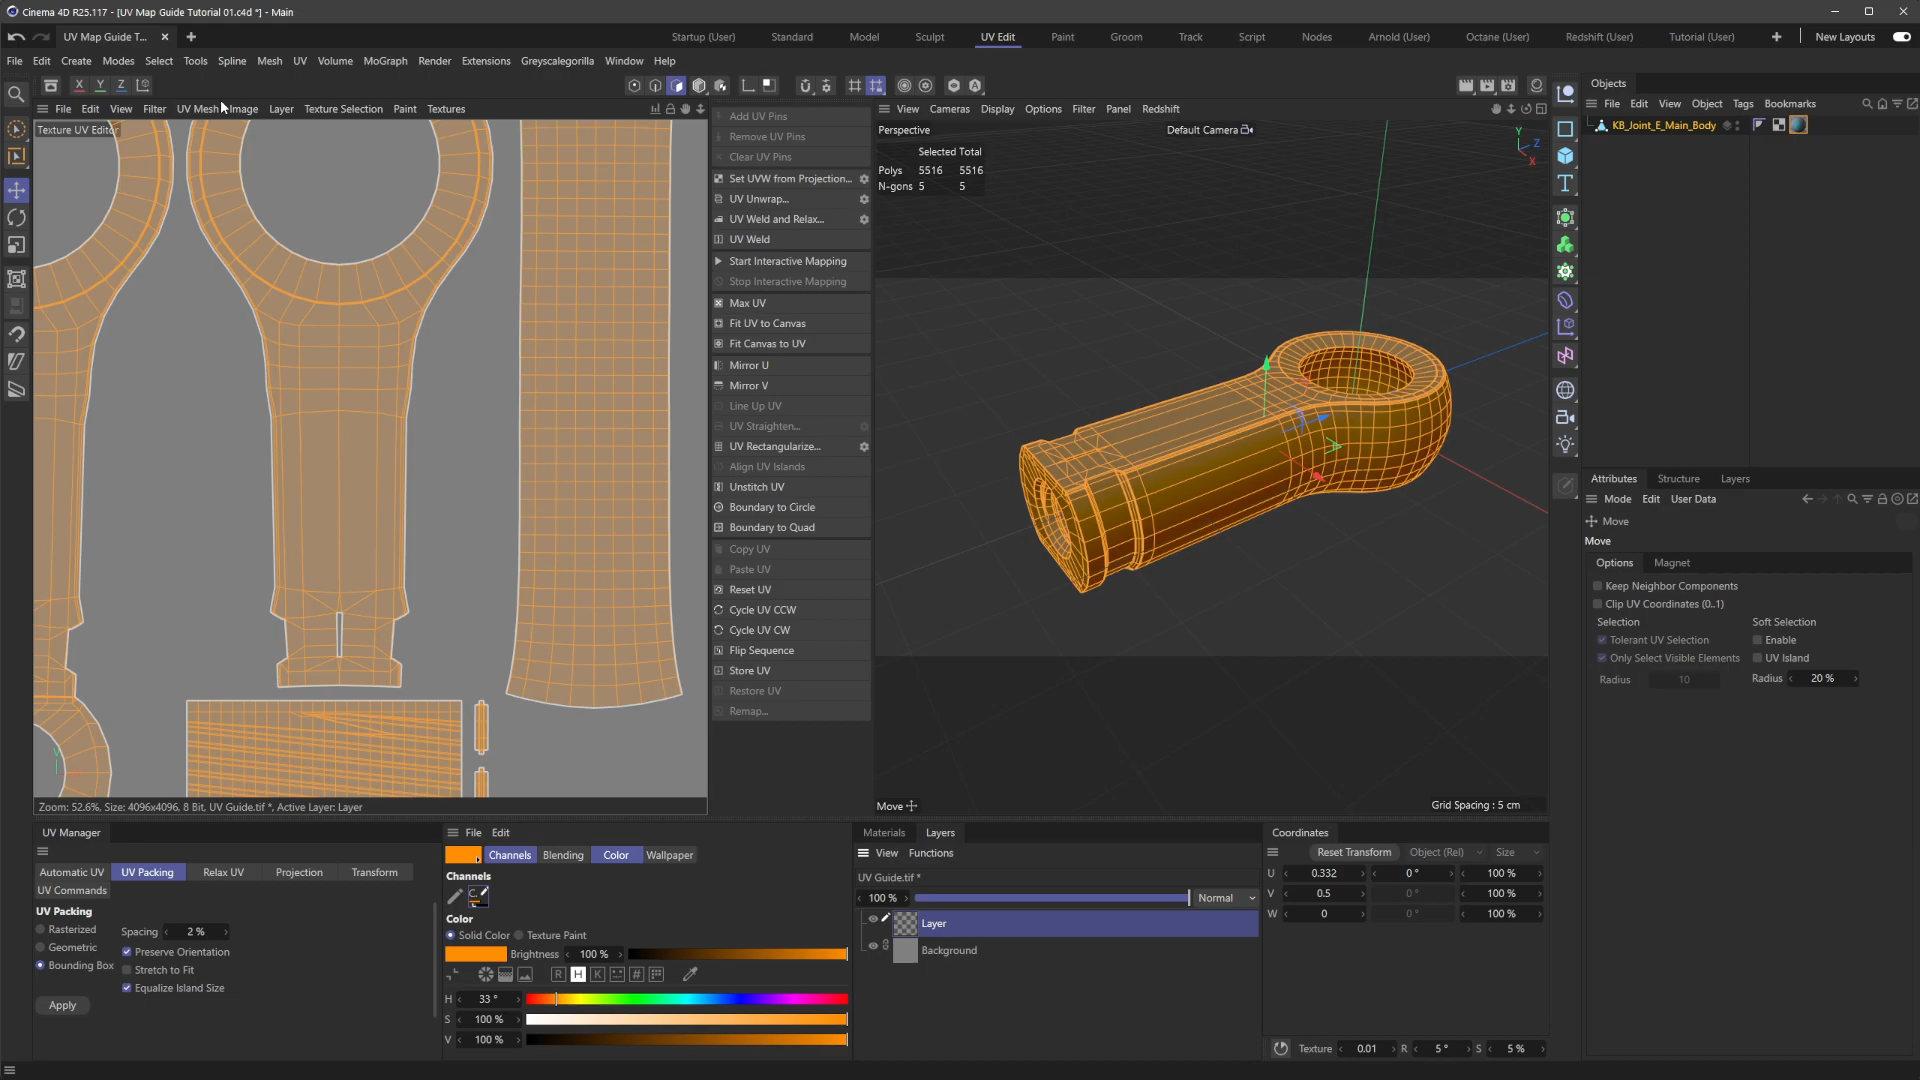 Cinema 4D R25.117 - [UV Map Guide Tutorial 01.c4d *] - Main
UV Map Guide T...
Startup (User)
Standard
Model
Sculpt
UV Edit
Paint
Groom
Track
Script
Nodes
Arnold (User)
Octane (User)
Redshift (User)
Tutorial (User)
New Layouts
File Edit Create Modes Select Tools Spline Mesh UV Volume MoGraph Render Extensions Greyscalegorilla Window Help
X Y Z
File Edit View Filter UV Mesh Image Layer Texture Selection Paint Textures
Texture UV Editor
Zoom: 52.6%, Size: 4096x4096, 8 Bit, UV Guide.tif *, Active Layer: Layer
Add UV Pins
Remove UV Pins
Clear UV Pins
Set UVW from Projection...
UV Unwrap...
UV Weld and Relax...
UV Weld
Start Interactive Mapping
Stop Interactive Mapping
Max UV
Fit UV to Canvas
Fit Canvas to UV
Mirror U
Mirror V
Line Up UV
UV Straighten...
UV Rectangularize...
Align UV Islands
Unstitch UV
Boundary to Circle
Boundary to Quad
Copy UV
Paste UV
Reset UV
Cycle UV CCW
Cycle UV CW
Flip Sequence
Store UV
Restore UV
Remap...
View Cameras Display Options Filter Panel Redshift
Perspective
Default Camera
Selected Total
Polys 5516 5516
N-gons 5 5
Y
Z
X
Move
Grid Spacing : 5 cm
Objects
File Edit View Object Tags Bookmarks
KB_Joint_E_Main_Body
Attributes Structure Layers
Mode Edit User Data
Move
Move
Options Magnet
Keep Neighbor Components
Clip UV Coordinates (0..1)
Selection
Soft Selection
Tolerant UV Selection
Enable
Only Select Visible Elements
UV Island
Radius 10
Radius 20 %
UV Manager
Automatic UV UV Packing Relax UV Projection Transform
UV Commands
UV Packing
Rasterized
Geometric
Bounding Box
Spacing 2 %
Preserve Orientation
Stretch to Fit
Equalize Island Size
Apply
File Edit
Channels Blending Color Wallpaper
Channels
Color
Solid Color
Texture Paint
Brightness 100 %
R H K #
H 33 °
S 100 %
V 100 %
Materials Layers
View Functions
UV Guide.tif *
100 %
Normal
Layer
Background
Coordinates
Reset Transform Object (Rel) Size
U 0.332 0 ° 100 %
V 0.5 0 ° 100 %
W 0 0 ° 100 %
Texture 0.01 R 5 ° S 5 %